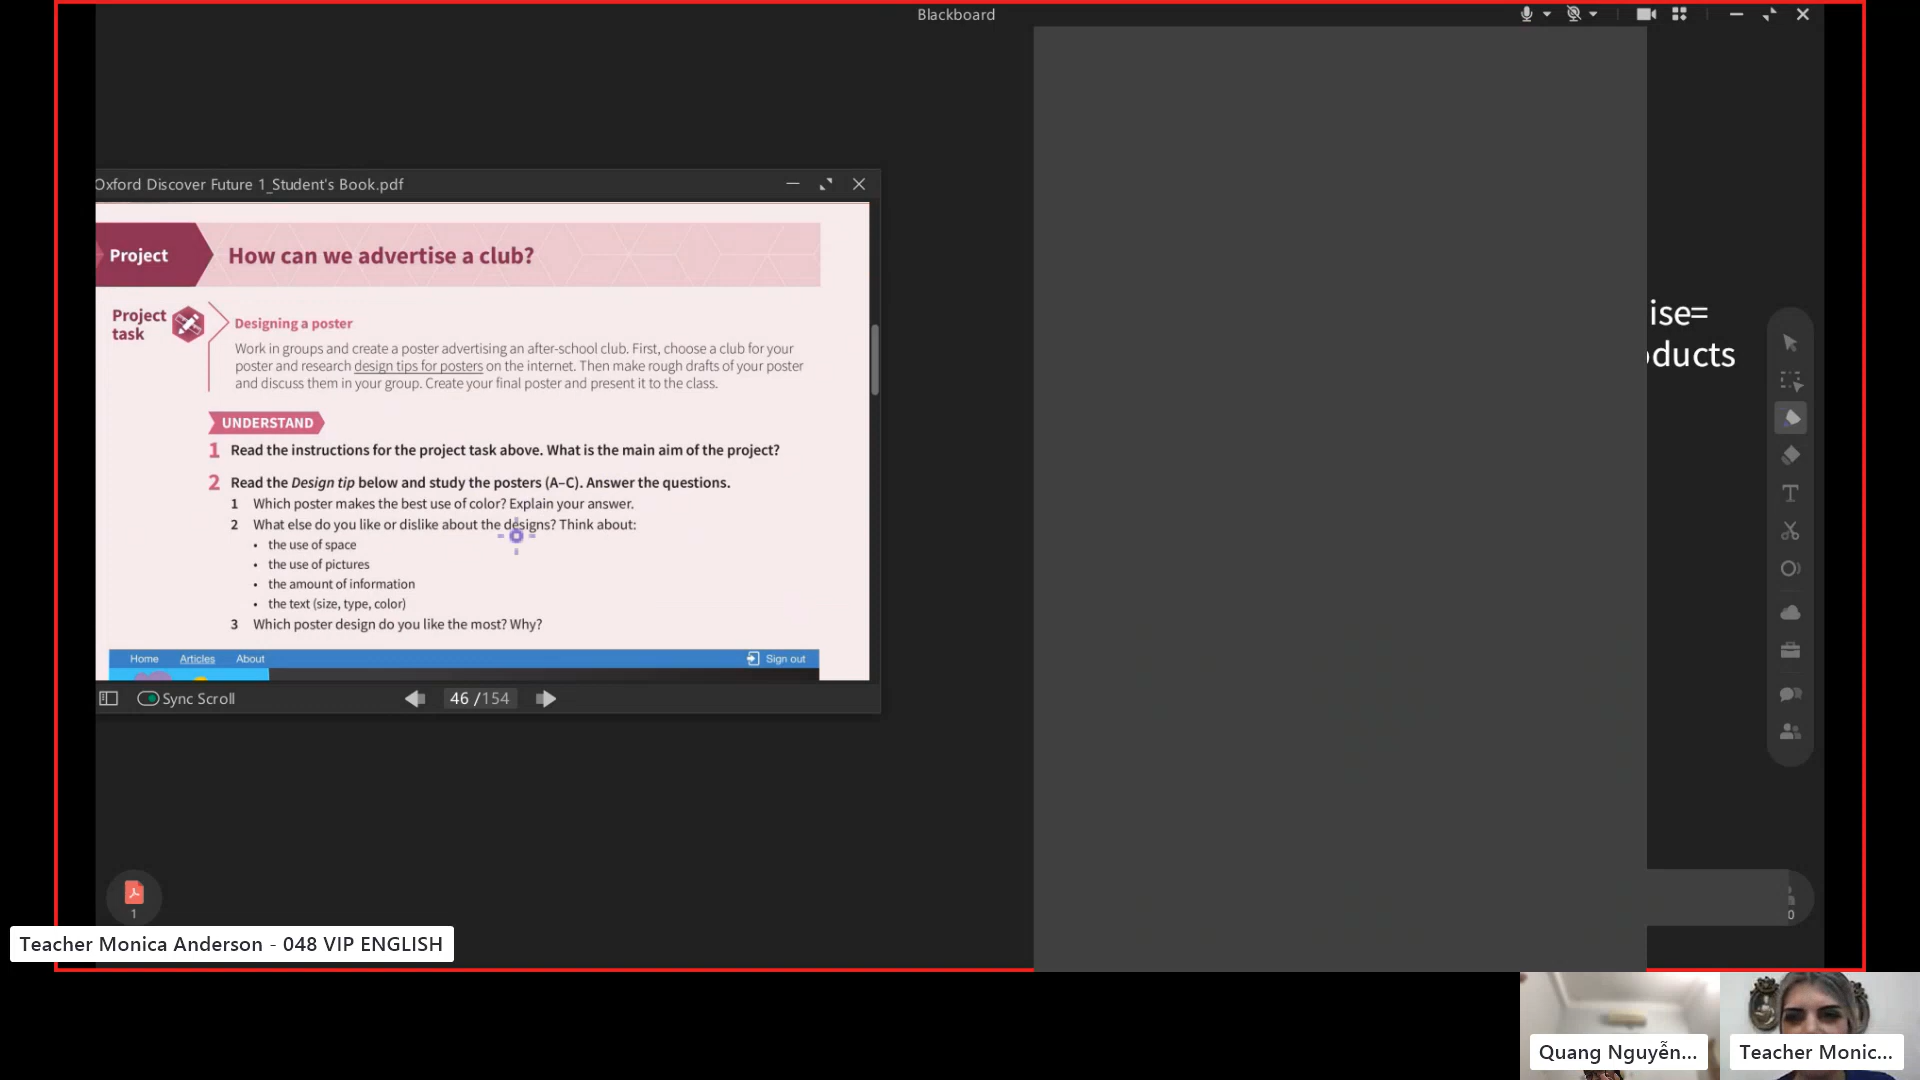 Blackboard
Oxford Discover Future 1_Student's Book.pdf
Project
How can we advertise a club?
Project
task
Designing a poster
Work in groups and create a poster advertising an after-school club. First, choose a club for your
poster and research design tips for posters on the internet. Then make rough drafts of your poster
and discuss them in your group. Create your final poster and present it to the class.
UNDERSTAND
1 Read the instructions for the project task above. What is the main aim of the project?
2 Read the Design tip below and study the posters (A–C). Answer the questions.
1 Which poster makes the best use of color? Explain your answer.
2 What else do you like or dislike about the designs? Think about:
• the use of space
• the use of pictures
• the amount of information
• the text (size, type, color)
3 Which poster design do you like the most? Why?
Home Articles About Sign out
Sync Scroll 46 /154
ise=
oducts
1
0
Teacher Monica Anderson - 048 VIP ENGLISH
Quang Nguyễn...
Teacher Monic...